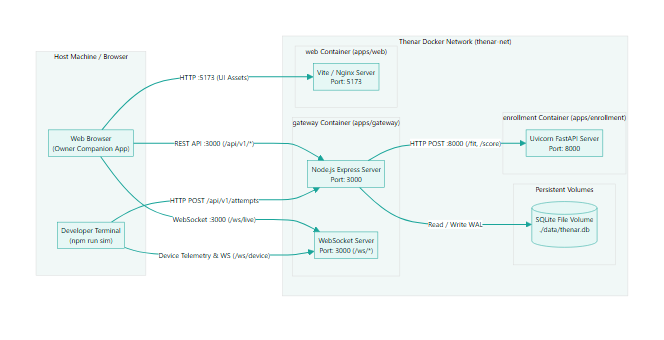 Thenar Docker Network (thenar-net)
Host Machine / Browser
web Container (apps/web)
Vite / Nginx Server
Port: 5173
HTTP :5173 (UI Assets)
gateway Container (apps/gateway)
enrollment Container (apps/enrollment)
Web Browser
(Owner Companion App)
REST API :3000 (/api/v1/*)
HTTP POST :8000 (/fit, /score)
Uvicorn FastAPI Server
Port: 8000
Node.js Express Server
Port: 3000
Persistent Volumes
HTTP POST /api/v1/attempts
WebSocket :3000 (/ws/live)
Read / Write WAL
SQLite File Volume
./data/thenar.db
Developer Terminal
(npm run sim)
WebSocket Server
Port: 3000 (/ws/*)
Device Telemetry & WS (/ws/device)